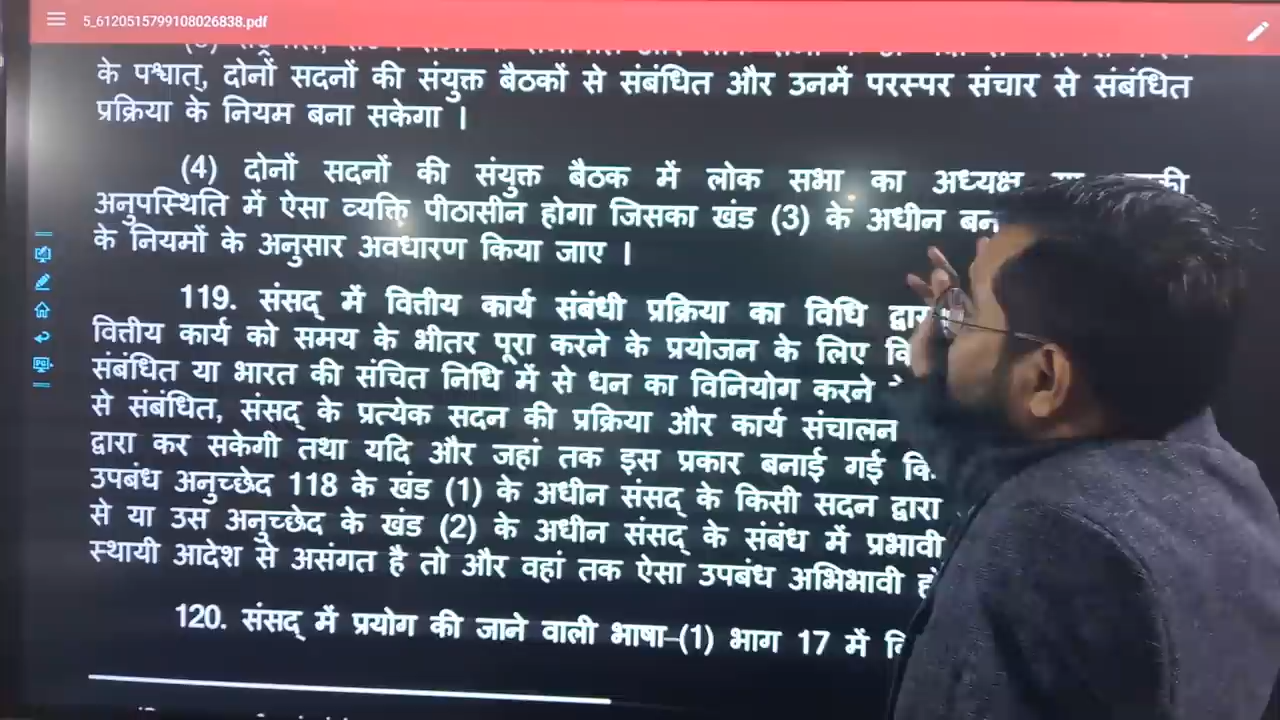 5_6120515799108026838.pdf
के पश्चात्, दोनों सदनों की संयुक्त बैठकों से संबंधित और उनमें परस्पर संचार से संबंधित
प्रक्रिया के नियम बना सकेगा ।
(4) दोनों सदनों की संयुक्त बैठक में लोक सभा का अध्यक्ष
अनुपस्थिति में ऐसा व्यक्ति पीठासीन होगा जिसका खंड (3) के अधीन
के नियमों के अनुसार अवधारण किया जाए ।
119. संसद् में वित्तीय कार्य संबंधी प्रक्रिया का विधि
वित्तीय कार्य को समय के भीतर पूरा करने के प्रयोजन के लिए
संबंधित या भारत की संचित निधि में से धन का विनियोग करने
से संबंधित, संसद् के प्रत्येक सदन की प्रक्रिया और कार्य संचालन
द्वारा कर सकेगी तथा यदि और जहां तक इस प्रकार बनाई गई
उपबंध अनुच्छेद 118 के खंड (1) के अधीन संसद् के किसी सदन द्वारा
से या उस अनुच्छेद के खंड (2) के अधीन संसद् के संबंध में प्रभावी
स्थायी आदेश से असंगत है तो और वहां तक ऐसा उपबंध अभिभावी
120. संसद् में प्रयोग की जाने वाली भाषा–(1) भाग 17 में